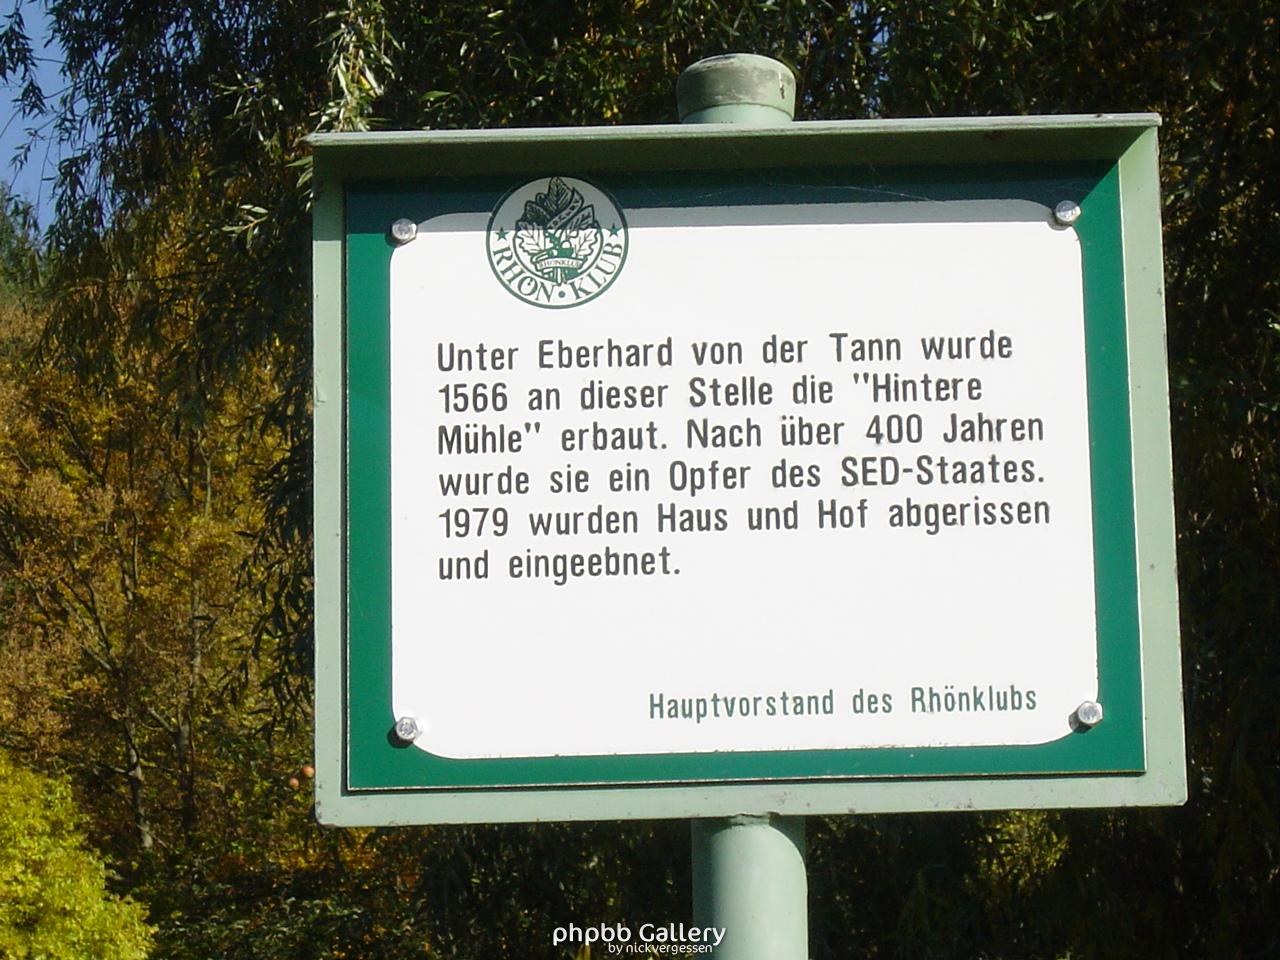 RHÖNKLUB
RHÖN • KLUB
Unter Eberhard von der Tann wurde
1566 an dieser Stelle die "Hintere
Mühle" erbaut. Nach über 400 Jahren
wurde sie ein Opfer des SED-Staates.
1979 wurden Haus und Hof abgerissen
und eingeebnet.
Hauptvorstand des Rhönklubs
phpbb Gallery
by nickvergessen